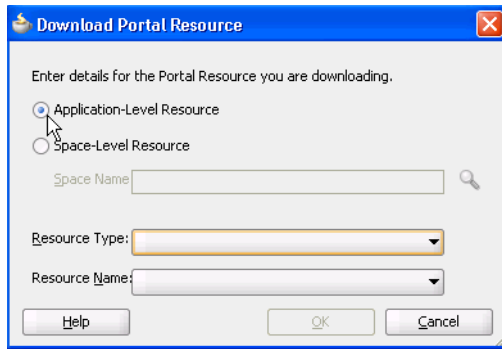 Download Portal Resource
Enter details for the Portal Resource you are downloading.
Application-Level Resource
Space-Level Resource
Space Name
Resource Type:
Resource Name:
Help
OK
Cancel